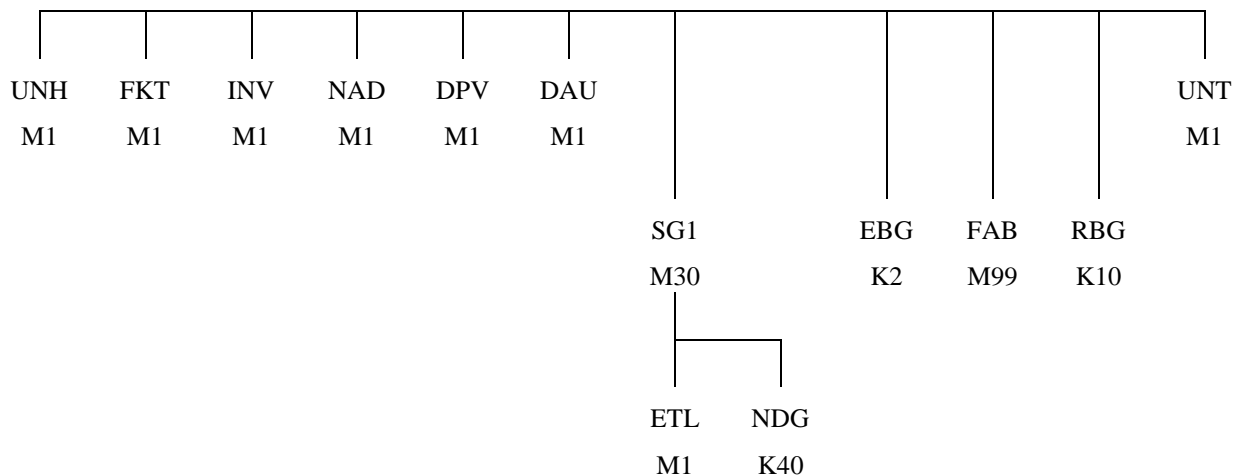 UNH FKT INV NAD DPV DAU UNT
M1 M1 M1 M1 M1 M1 M1
SG1 EBG FAB RBG
M30 K2 M99 K10
ETL NDG
M1 K40